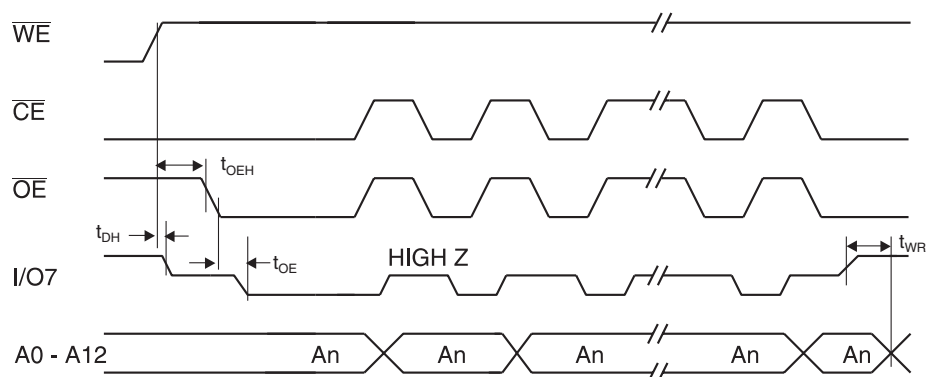 WE
CE
OE
tOEH
tDH
tOE
HIGH Z
tWR
I/O7
A0 - A12 An An An An An